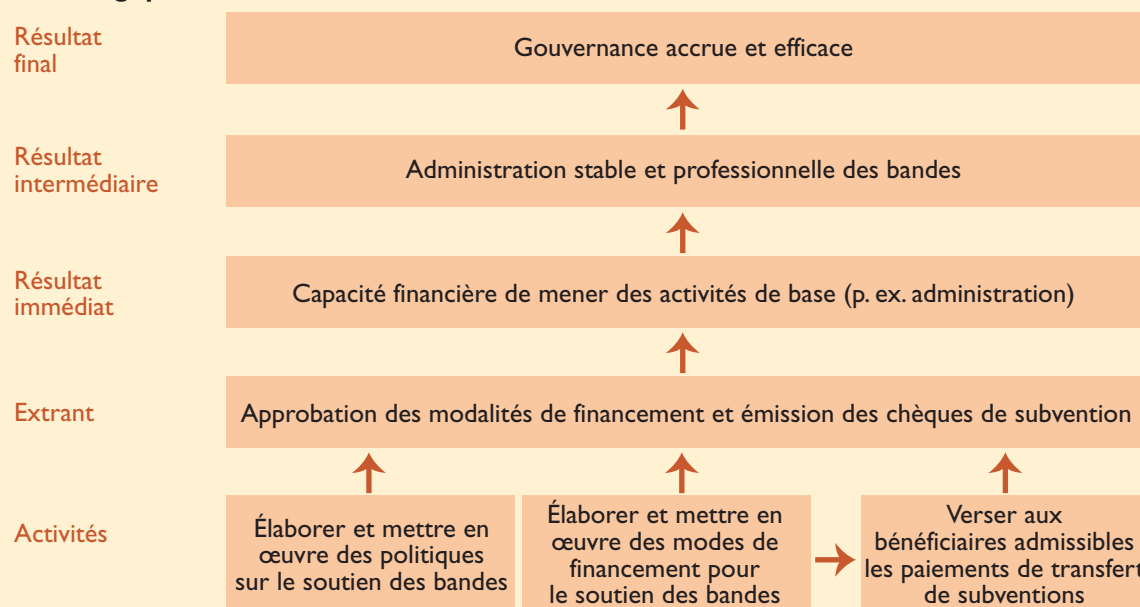 Résultat
final
Gouvernance accrue et efficace
Résultat
intermédiaire
Administration stable et professionnelle des bandes
Résultat
immédiat
Capacité financière de mener des activités de base (p. ex. administration)
Extrant
Approbation des modalités de financement et émission des chèques de subvention
Activités
Élaborer et mettre en
œuvre des politiques
sur le soutien des bandes
Élaborer et mettre en
œuvre des modes de
financement pour
le soutien des bandes
Verser aux
bénéficiaires admissibles
les paiements de transfert
de subventions